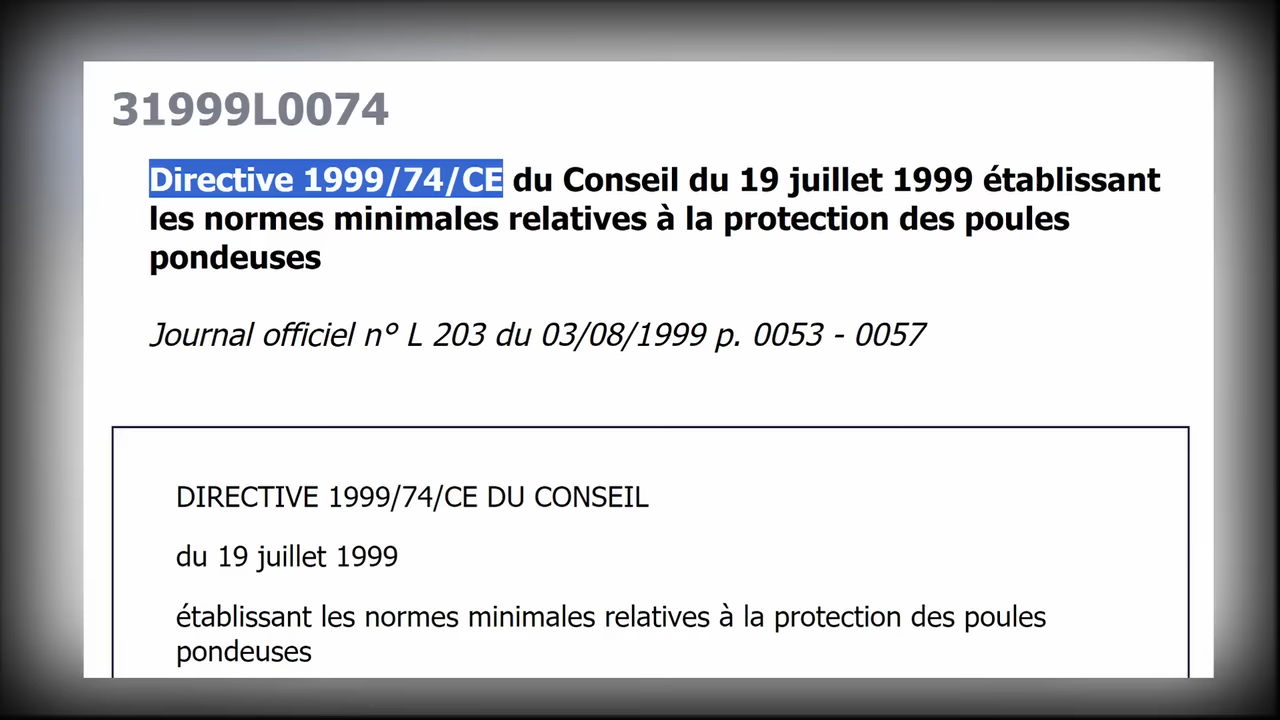 31999L0074
Directive 1999/74/CE du Conseil du 19 juillet 1999 établissant
les normes minimales relatives à la protection des poules
pondeuses
Journal officiel n° L 203 du 03/08/1999 p. 0053 - 0057
DIRECTIVE 1999/74/CE DU CONSEIL
du 19 juillet 1999
établissant les normes minimales relatives à la protection des poules
pondeuses